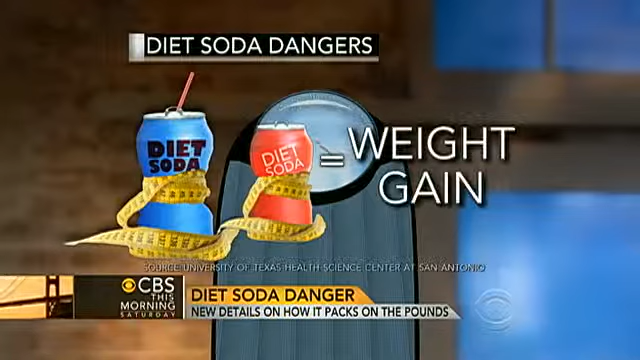 DIET SODA DANGERS
DIET
SODA
DIET
SODA
= WEIGHT
GAIN
SOURCE: UNIVERSITY OF TEXAS HEALTH SCIENCE CENTER AT SAN ANTONIO
CBS
THIS
MORNING
SATURDAY
DIET SODA DANGER
NEW DETAILS ON HOW IT PACKS ON THE POUNDS